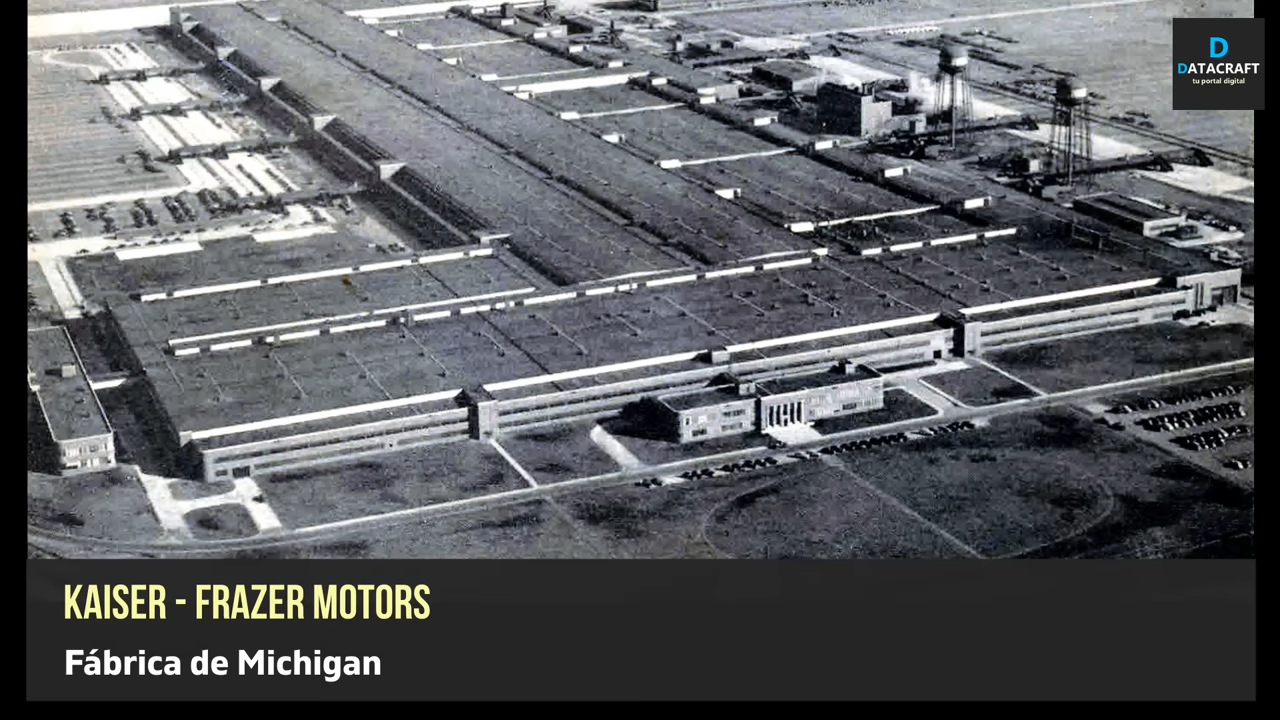 D
DATACRAFT
tu portal digital
KAISER - FRAZER MOTORS
Fábrica de Michigan